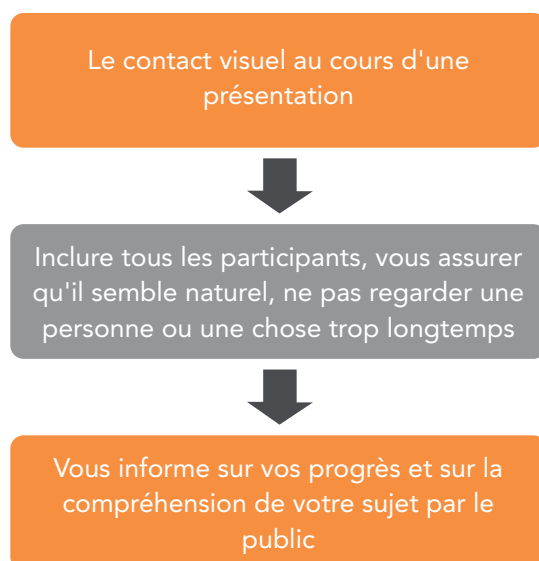 Le contact visuel au cours d'une
présentation
Inclure tous les participants, vous assurer
qu'il semble naturel, ne pas regarder une
personne ou une chose trop longtemps
Vous informe sur vos progrès et sur la
compréhension de votre sujet par le
public